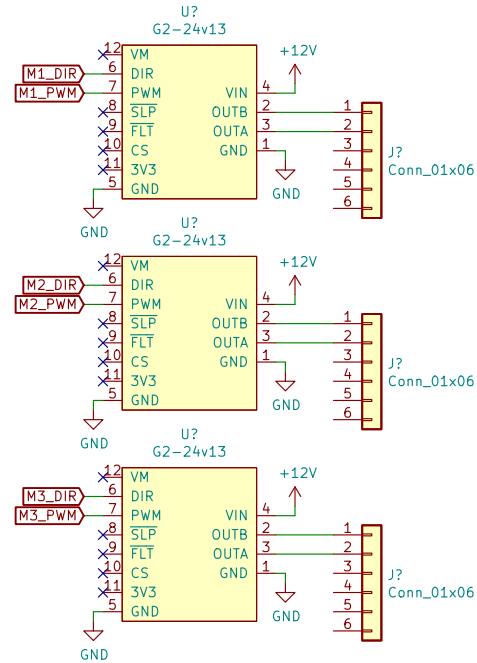 U?
G2-24v13
12 VM
+12V
M1_DIR 6 DIR
M1_PWM 7 PWM VIN 4
8 SLP OUTB 2 1
9 FLT OUTA 3 2
10 CS GND 1 3
J?
11 3V3 4
Conn_01x06
5 GND 5
GND
6
GND
U?
G2-24v13
12 VM
+12V
M2_DIR 6 DIR
M2_PWM 7 PWM VIN 4
8 SLP OUTB 2 1
9 FLT OUTA 3 2
10 CS GND 1 3
J?
11 3V3 4
Conn_01x06
5 GND 5
GND
6
GND
U?
G2-24v13
12 VM
+12V
M3_DIR 6 DIR
M3_PWM 7 PWM VIN 4
8 SLP OUTB 2 1
9 FLT OUTA 3 2
10 CS GND 1 3
J?
11 3V3 4
Conn_01x06
5 GND 5
GND
6
GND